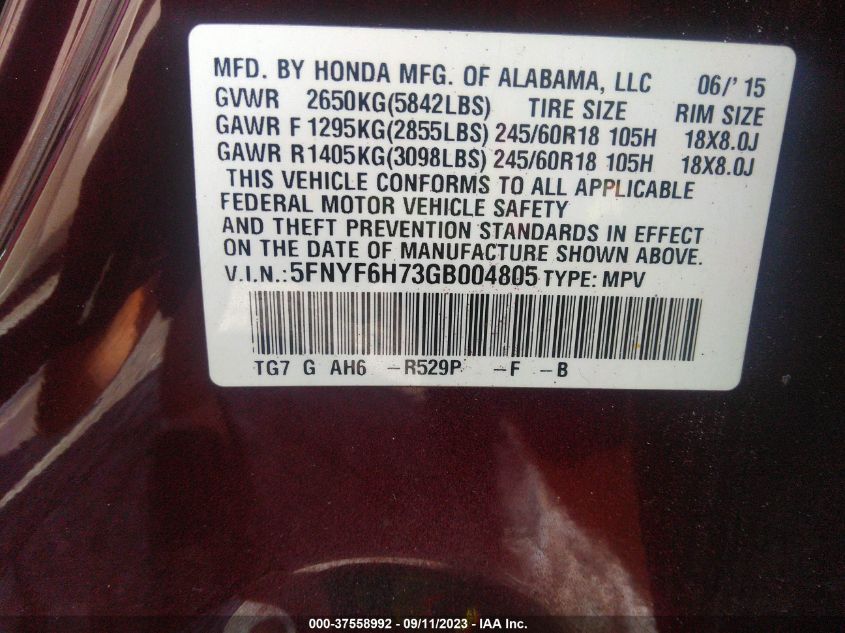 MFD. BY HONDA MFG. OF ALABAMA, LLC 06/' 15
GVWR 2650KG(5842LBS) TIRE SIZE RIM SIZE
GAWR F1295KG(2855LBS) 245/60R18 105H 18X8.0J
GAWR R1405KG(3098LBS) 245/60R18 105H 18X8.0J
THIS VEHICLE CONFORMS TO ALL APPLICABLE
FEDERAL MOTOR VEHICLE SAFETY
AND THEFT PREVENTION STANDARDS IN EFFECT
ON THE DATE OF MANUFACTURE SHOWN ABOVE.
V.I.N.: 5FNYF6H73GB004805 TYPE: MPV
TG7 G AH6 -R529P -F -B
000-37558992 - 09/11/2023 - IAA Inc.